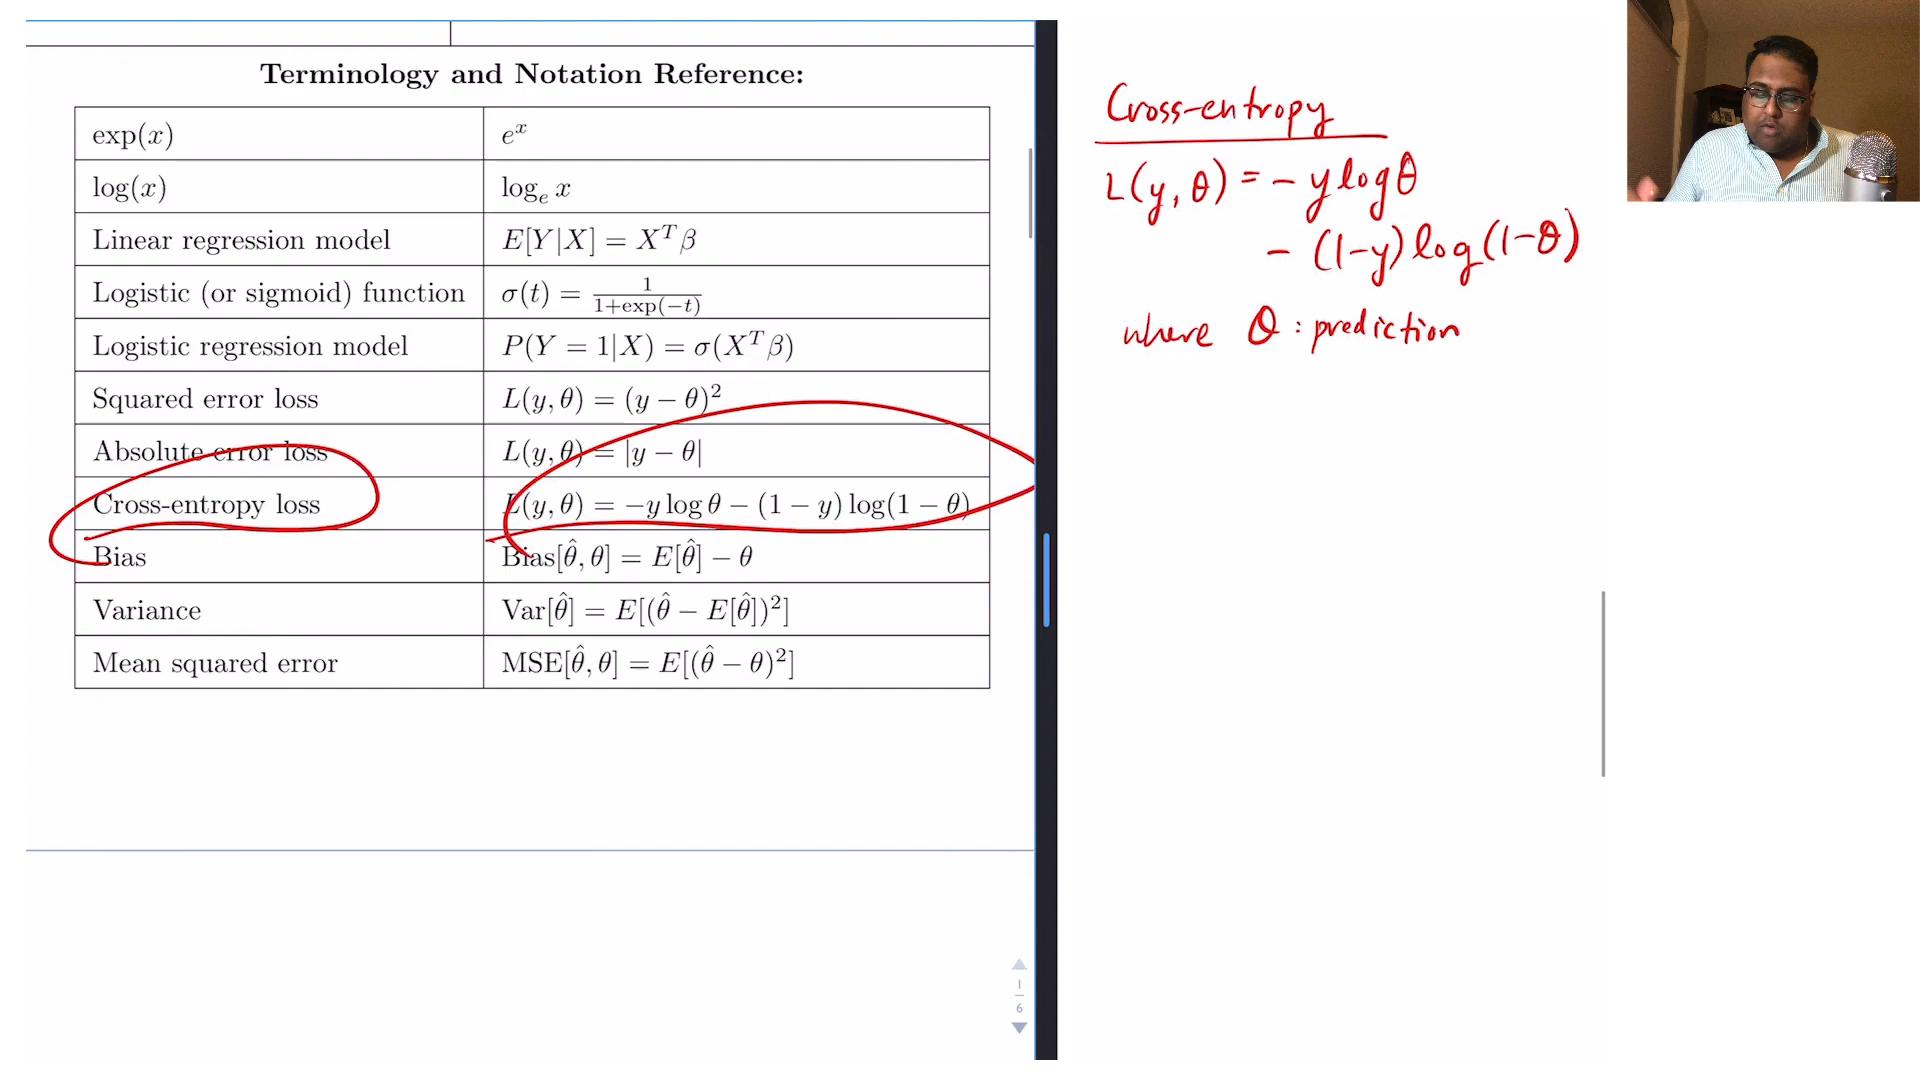 Terminology and Notation Reference:
exp(x) e^x
log(x) log_e x
Linear regression model E[Y|X] = X^T β
Logistic (or sigmoid) function σ(t) = 1/(1+exp(−t))
Logistic regression model P(Y = 1|X) = σ(X^T β)
Squared error loss L(y, θ) = (y − θ)^2
Absolute error loss L(y, θ) = |y − θ|
Cross-entropy loss L(y, θ) = −y log θ − (1 − y) log(1 − θ)
Bias Bias[θ̂, θ] = E[θ̂] − θ
Variance Var[θ̂] = E[(θ̂ − E[θ̂])^2]
Mean squared error MSE[θ̂, θ] = E[(θ̂ − θ)^2]
1
6
Cross-entropy
L(y, θ) = − y log θ
− (1−y) log (1−θ)
where θ : prediction